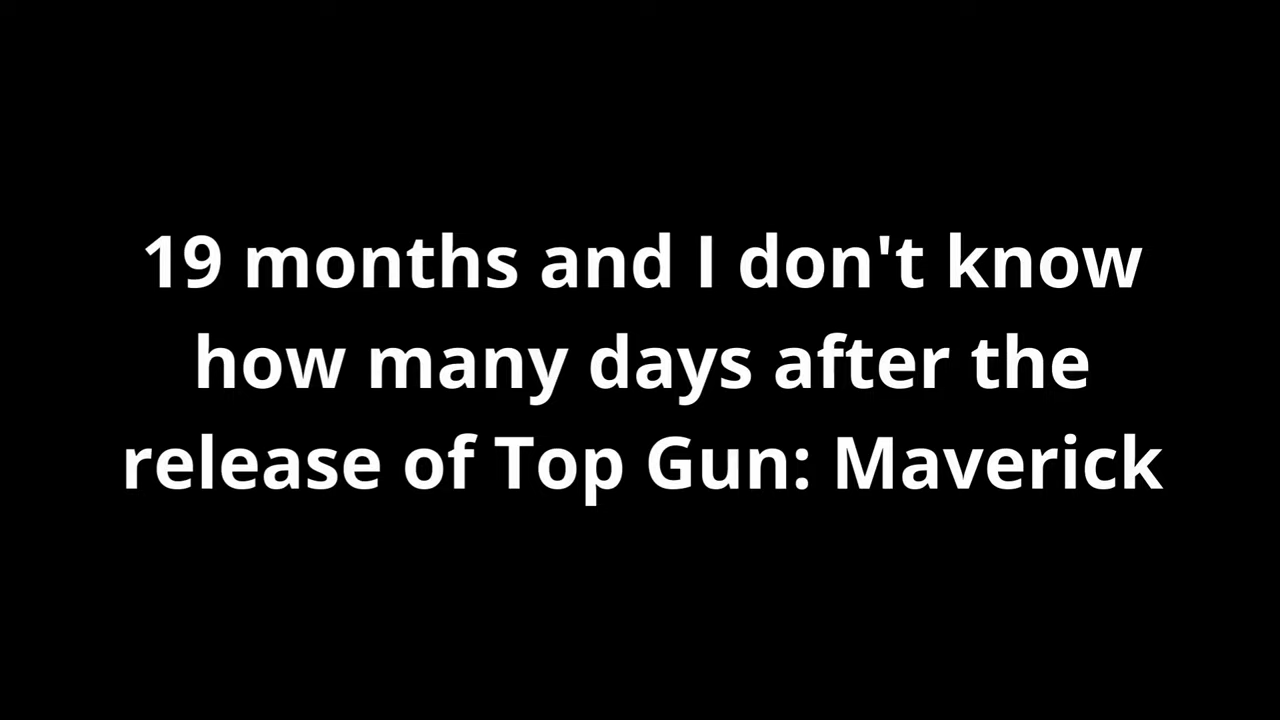 19 months and I don't know
how many days after the
release of Top Gun: Maverick